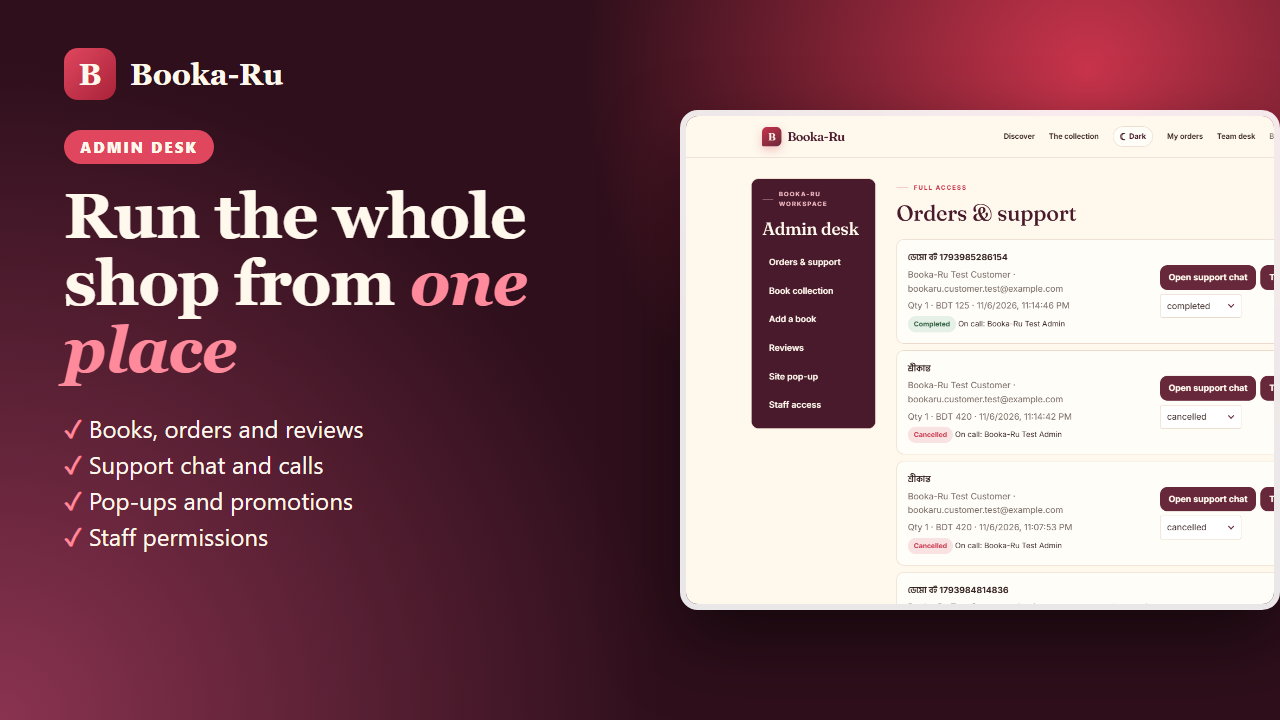 B Booka-Ru
ADMIN DESK
Run the whole
shop from one
place
✓ Books, orders and reviews
✓ Support chat and calls
✓ Pop-ups and promotions
✓ Staff permissions
B Booka-Ru
Discover The collection Dark My orders Team desk B
BOOKA-RU
WORKSPACE
Admin desk
Orders & support
Book collection
Add a book
Reviews
Site pop-up
Staff access
FULL ACCESS
Orders & support
ডেমো বই 1793985286154
Booka-Ru Test Customer ·
bookaru.customer.test@example.com
Qty 1 · BDT 125 · 11/6/2026, 11:14:46 PM
Completed On call: Booka-Ru Test Admin
Open support chat T
completed
শ্রীকান্ত
Booka-Ru Test Customer ·
bookaru.customer.test@example.com
Qty 1 · BDT 420 · 11/6/2026, 11:14:42 PM
Cancelled On call: Booka-Ru Test Admin
Open support chat T
cancelled
শ্রীকান্ত
Booka-Ru Test Customer ·
bookaru.customer.test@example.com
Qty 1 · BDT 420 · 11/6/2026, 11:07:53 PM
Cancelled On call: Booka-Ru Test Admin
Open support chat T
cancelled
ডেমো বই 1793984814836